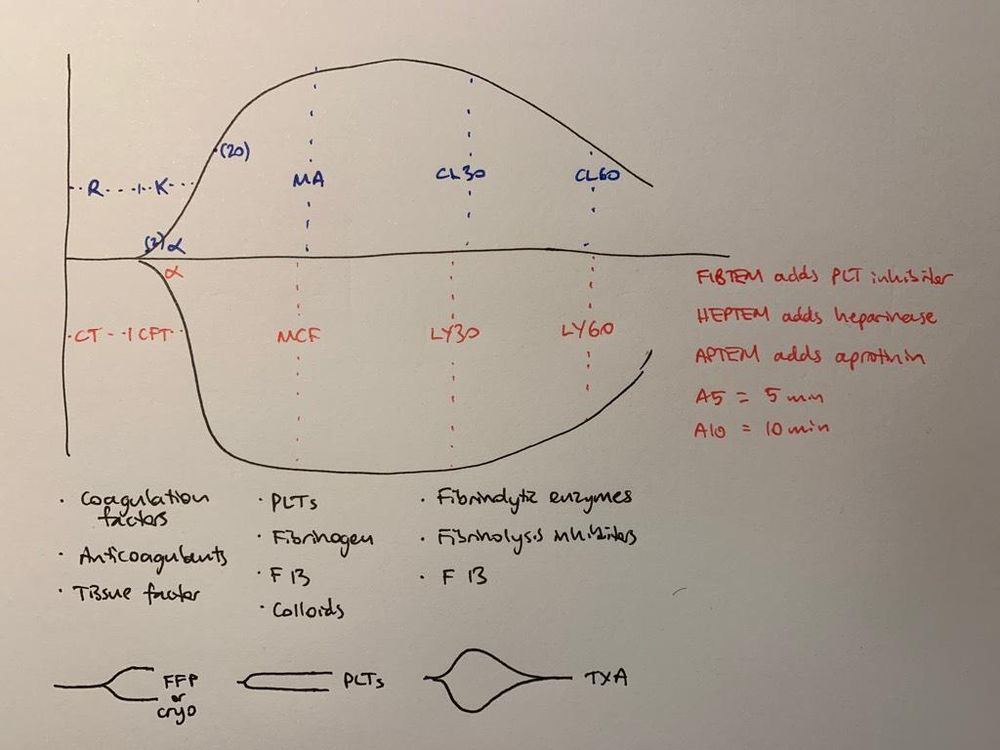 (20)
R K
MA
CL30
CL60
(2) α
α
CT CFT
MCF
LY30
LY60
FIBTEM adds PLT inhibiter
HEPTEM adds heparinase
APTEM adds aprotinin
A5 = 5 min
A10 = 10 min
· Coagulation
factors
· Anticoagulants
· Tissue factor
· PLTs
· Fibrinogen
· F 13
· Colloids
· Fibrinolytic enzymes
· Fibrinolysis inhibiters
· F 13
FFP
or
cryo
PLTs
TXA